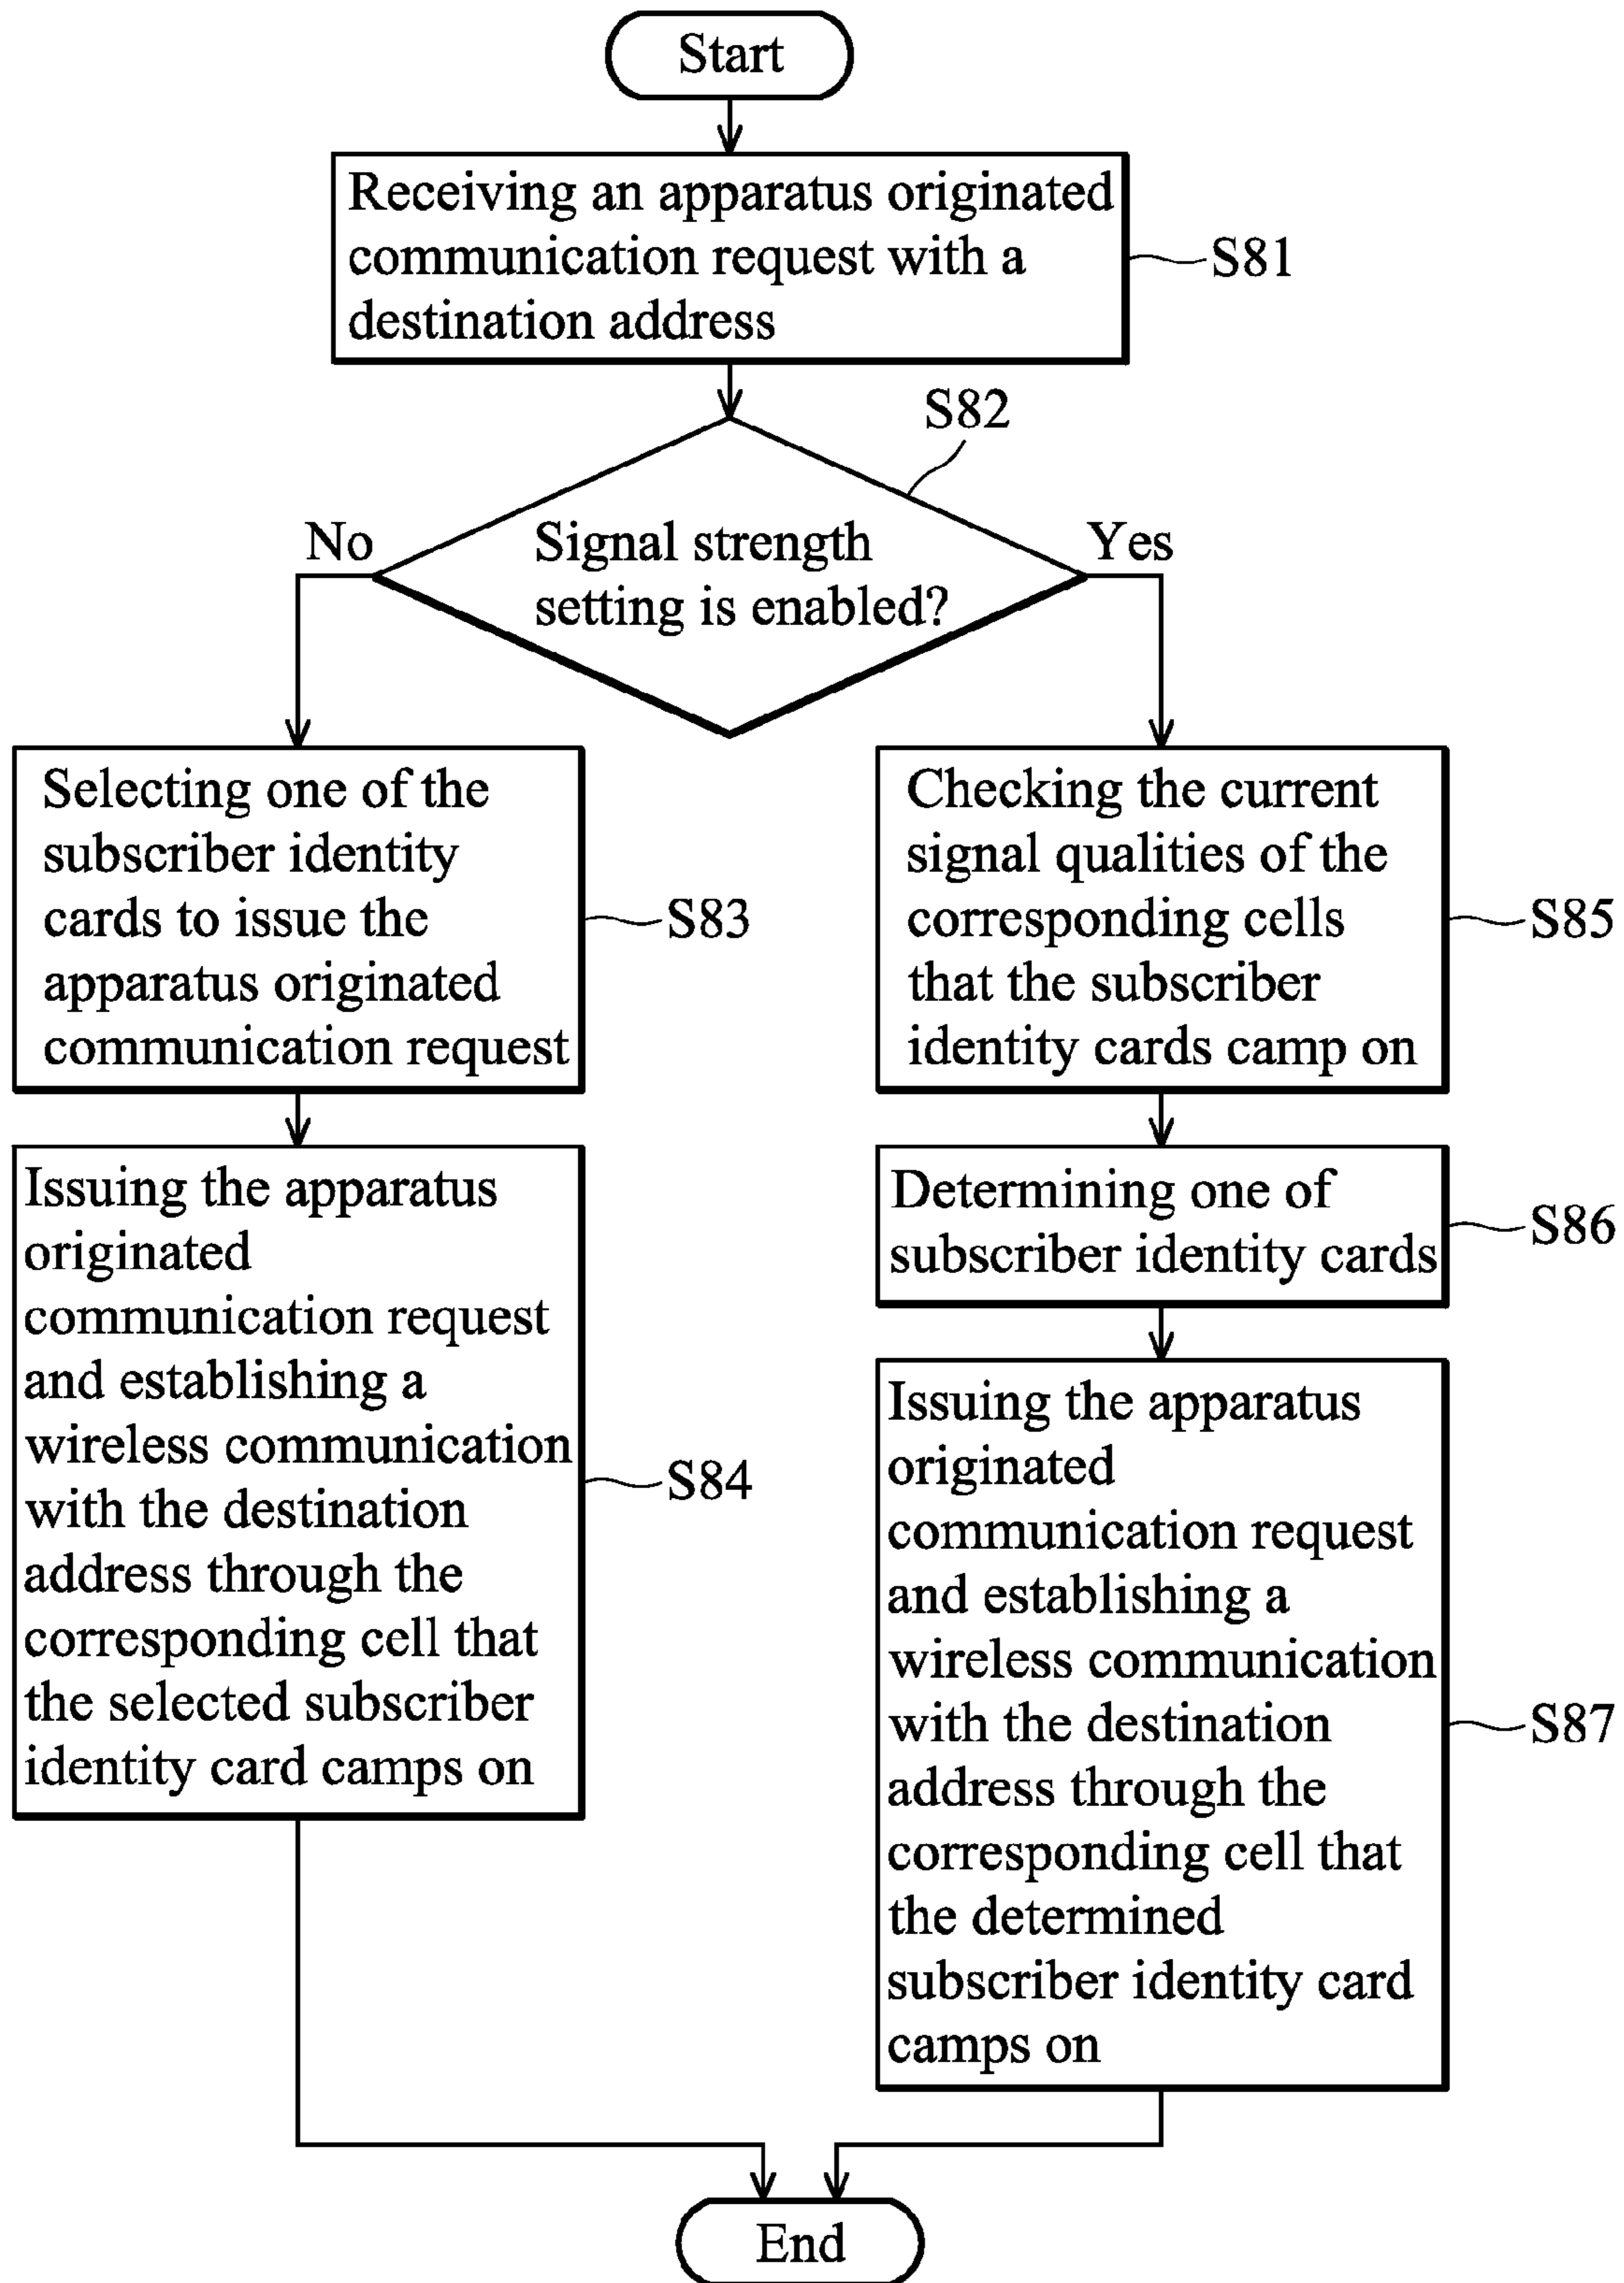 Start
Receiving an apparatus originated
communication request with a
destination address
S81
S82
Signal strength
setting is enabled?
No
Yes
Selecting one of the
subscriber identity
cards to issue the
apparatus originated
communication request
S83
Issuing the apparatus
originated
communication request
and establishing a
wireless communication
with the destination
address through the
corresponding cell that
the selected subscriber
identity card camps on
S84
Checking the current
signal qualities of the
corresponding cells
that the subscriber
identity cards camp on
S85
Determining one of
subscriber identity cards
S86
Issuing the apparatus
originated
communication request
and establishing a
wireless communication
with the destination
address through the
corresponding cell that
the determined
subscriber identity card
camps on
S87
End